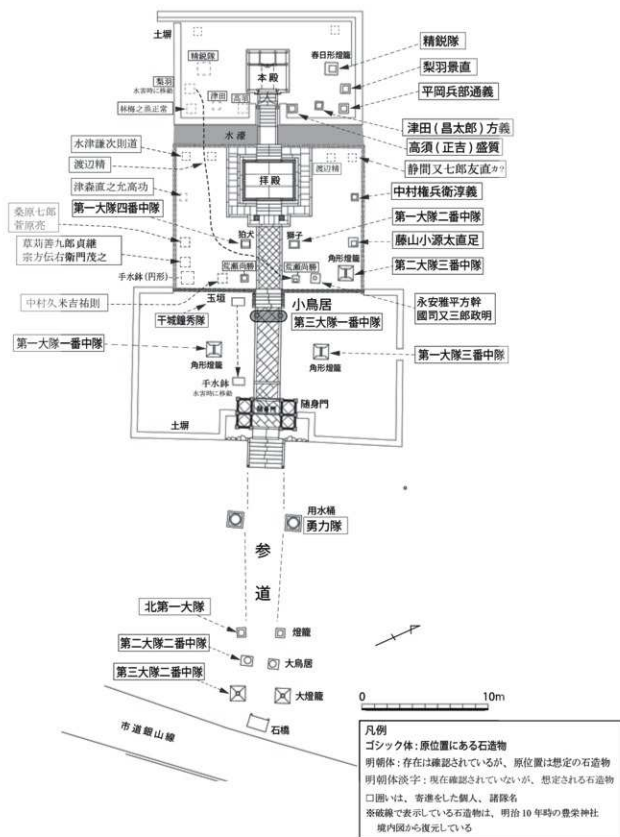 土塀
精鋭隊
春日形燈籠
精鋭隊
本殿
梨羽
水害時に移動
梨羽景直
津田
高須
林梅之丞正常
平岡兵部通義
津田(昌太郎)方義
水濠
高須(正吉)盛質
水津謙次則道
渡辺精
渡辺精
静間又七郎友直カ?
拝殿
津森直之允高功
中村権兵衛淳義
第一大隊四番中隊
狛犬
獅子
第一大隊二番中隊
桑原七郎
菅原亮
藤山小源太直足
草苅善九郎貞継
宗方伝右衛門茂之
角形燈籠
第二大隊三番中隊
手水鉢(円形)
荒瀬尚勝
荒瀬尚勝
中村久米吉祐則
玉垣
小鳥居
永安雅平方幹
國司又三郎政明
干城鐘秀隊
第三大隊一番中隊
第一大隊一番中隊
第一大隊三番中隊
角形燈籠
角形燈籠
手水鉢
水害時に移動
随身門
随身門
土塀
用水桶
勇力隊
参道
北第一大隊
燈籠
第二大隊二番中隊
大鳥居
第三大隊二番中隊
大燈籠
石橋
市道銀山線
0 10m
凡例
ゴシック体:原位置にある石造物
明朝体:存在は確認されているが、原位置は想定の石造物
明朝体淡字:現在確認されていないが、想定される石造物
□囲いは、寄進をした個人、諸隊名
※破線で表示している石造物は、明治10年時の豊栄神社
境内図から復元している